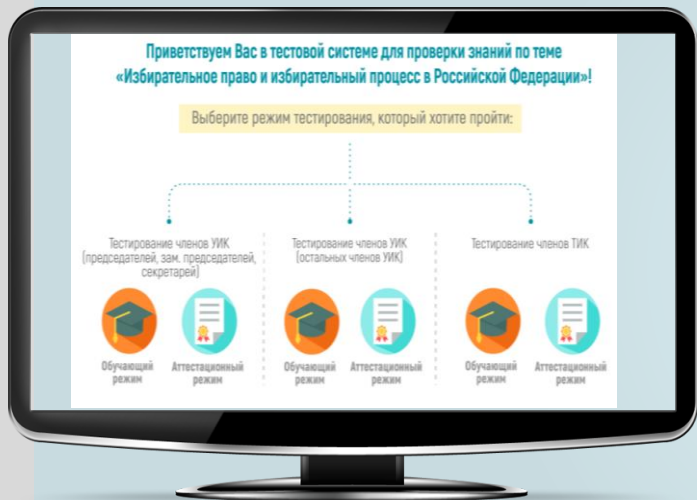 Приветствуем Вас в тестовой системе для проверки знаний по теме
«Избирательное право и избирательный процесс в Российской Федерации»!
Выберите режим тестирования, который хотите пройти:
Тестирование членов УИК
(председателей, зам. председателей,
секретарей)
Обучающий
режим
Аттестационный
режим
Тестирование членов УИК
(остальных членов УИК)
Обучающий
режим
Аттестационный
режим
Тестирование членов ТИК
Обучающий
режим
Аттестационный
режим